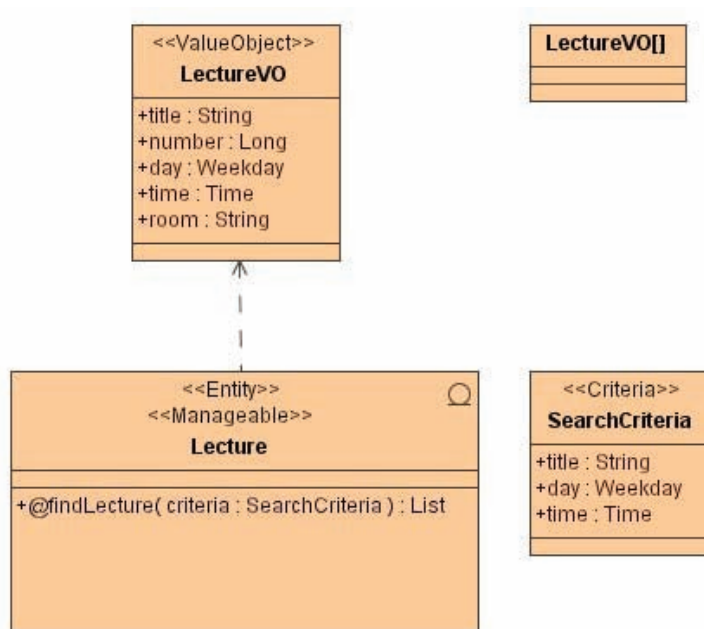 <<ValueObject>>
LectureVO
+title : String
+number : Long
+day : Weekday
+time : Time
+room : String
LectureVO[]
<<Entity>>
<<Manageable>>
Lecture
+@findLecture( criteria : SearchCriteria ) : List
<<Criteria>>
SearchCriteria
+title : String
+day : Weekday
+time : Time